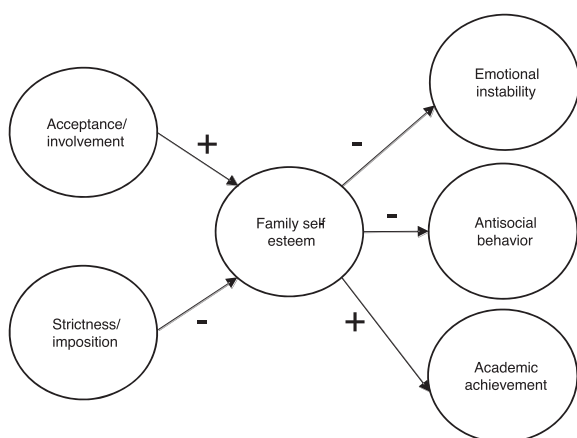 Emotional
instability
Acceptance/
involvement
+
-
Family self
esteem
-
Antisocial
behavior
Strictness/
imposition
-
+
Academic
achievement